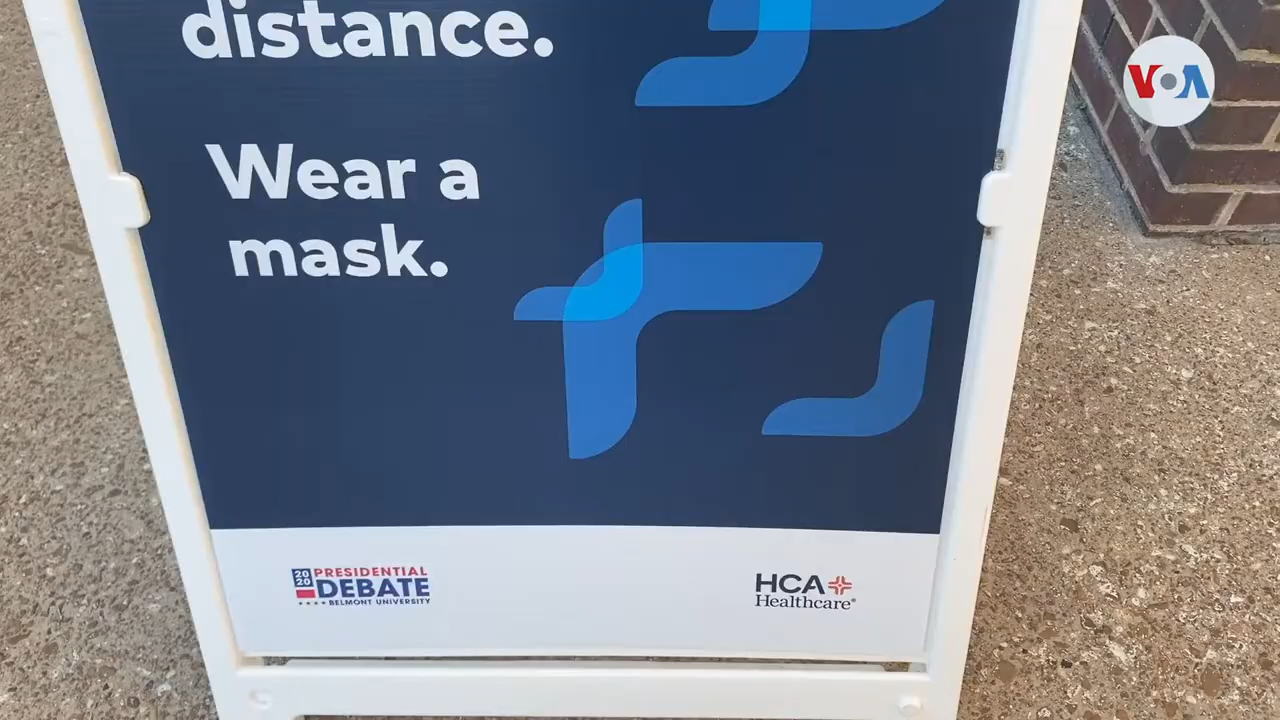 distance.
VOA
Wear a
mask.
2020 PRESIDENTIAL
DEBATE
BELMONT UNIVERSITY
HCA
Healthcare®